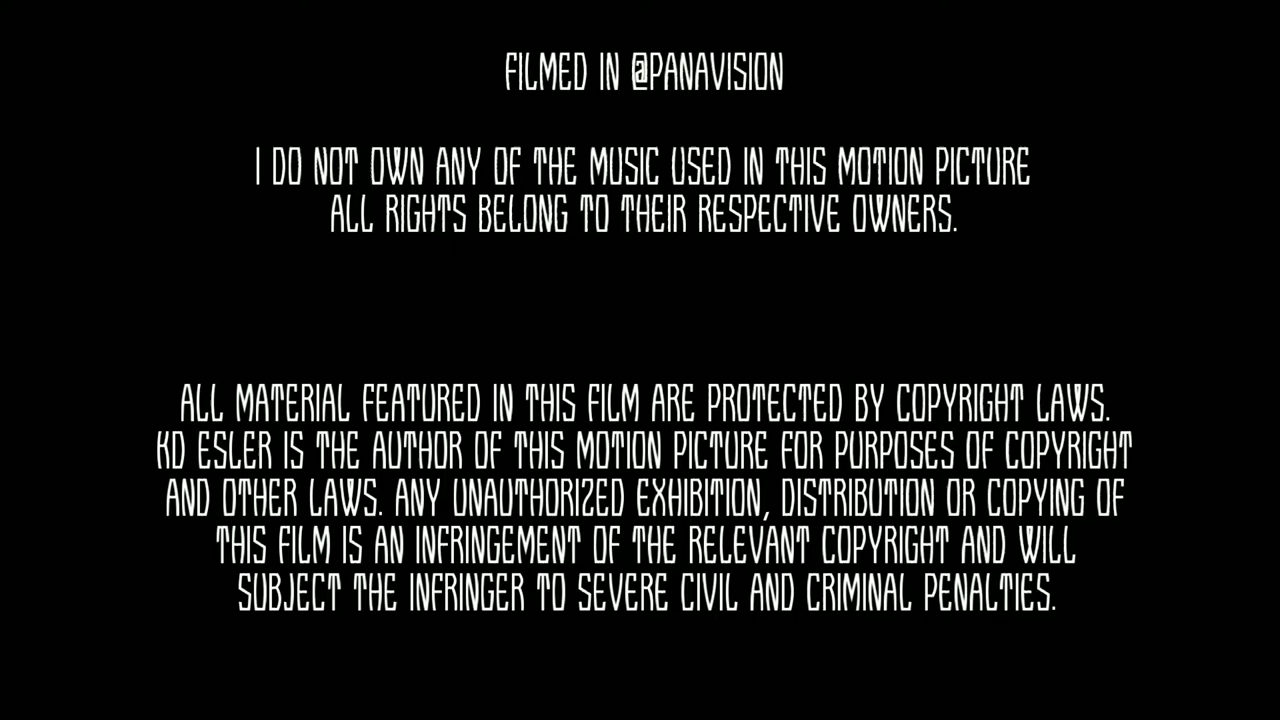 FILMED IN @PANAVISION
I DO NOT OWN ANY OF THE MUSIC USED IN THIS MOTION PICTURE
ALL RIGHTS BELONG TO THEIR RESPECTIVE OWNERS.
ALL MATERIAL FEATURED IN THIS FILM ARE PROTECTED BY COPYRIGHT LAWS.
KD ESLER IS THE AUTHOR OF THIS MOTION PICTURE FOR PURPOSES OF COPYRIGHT
AND OTHER LAWS. ANY UNAUTHORIZED EXHIBITION, DISTRIBUTION OR COPYING OF
THIS FILM IS AN INFRINGEMENT OF THE RELEVANT COPYRIGHT AND WILL
SUBJECT THE INFRINGER TO SEVERE CIVIL AND CRIMINAL PENALTIES.